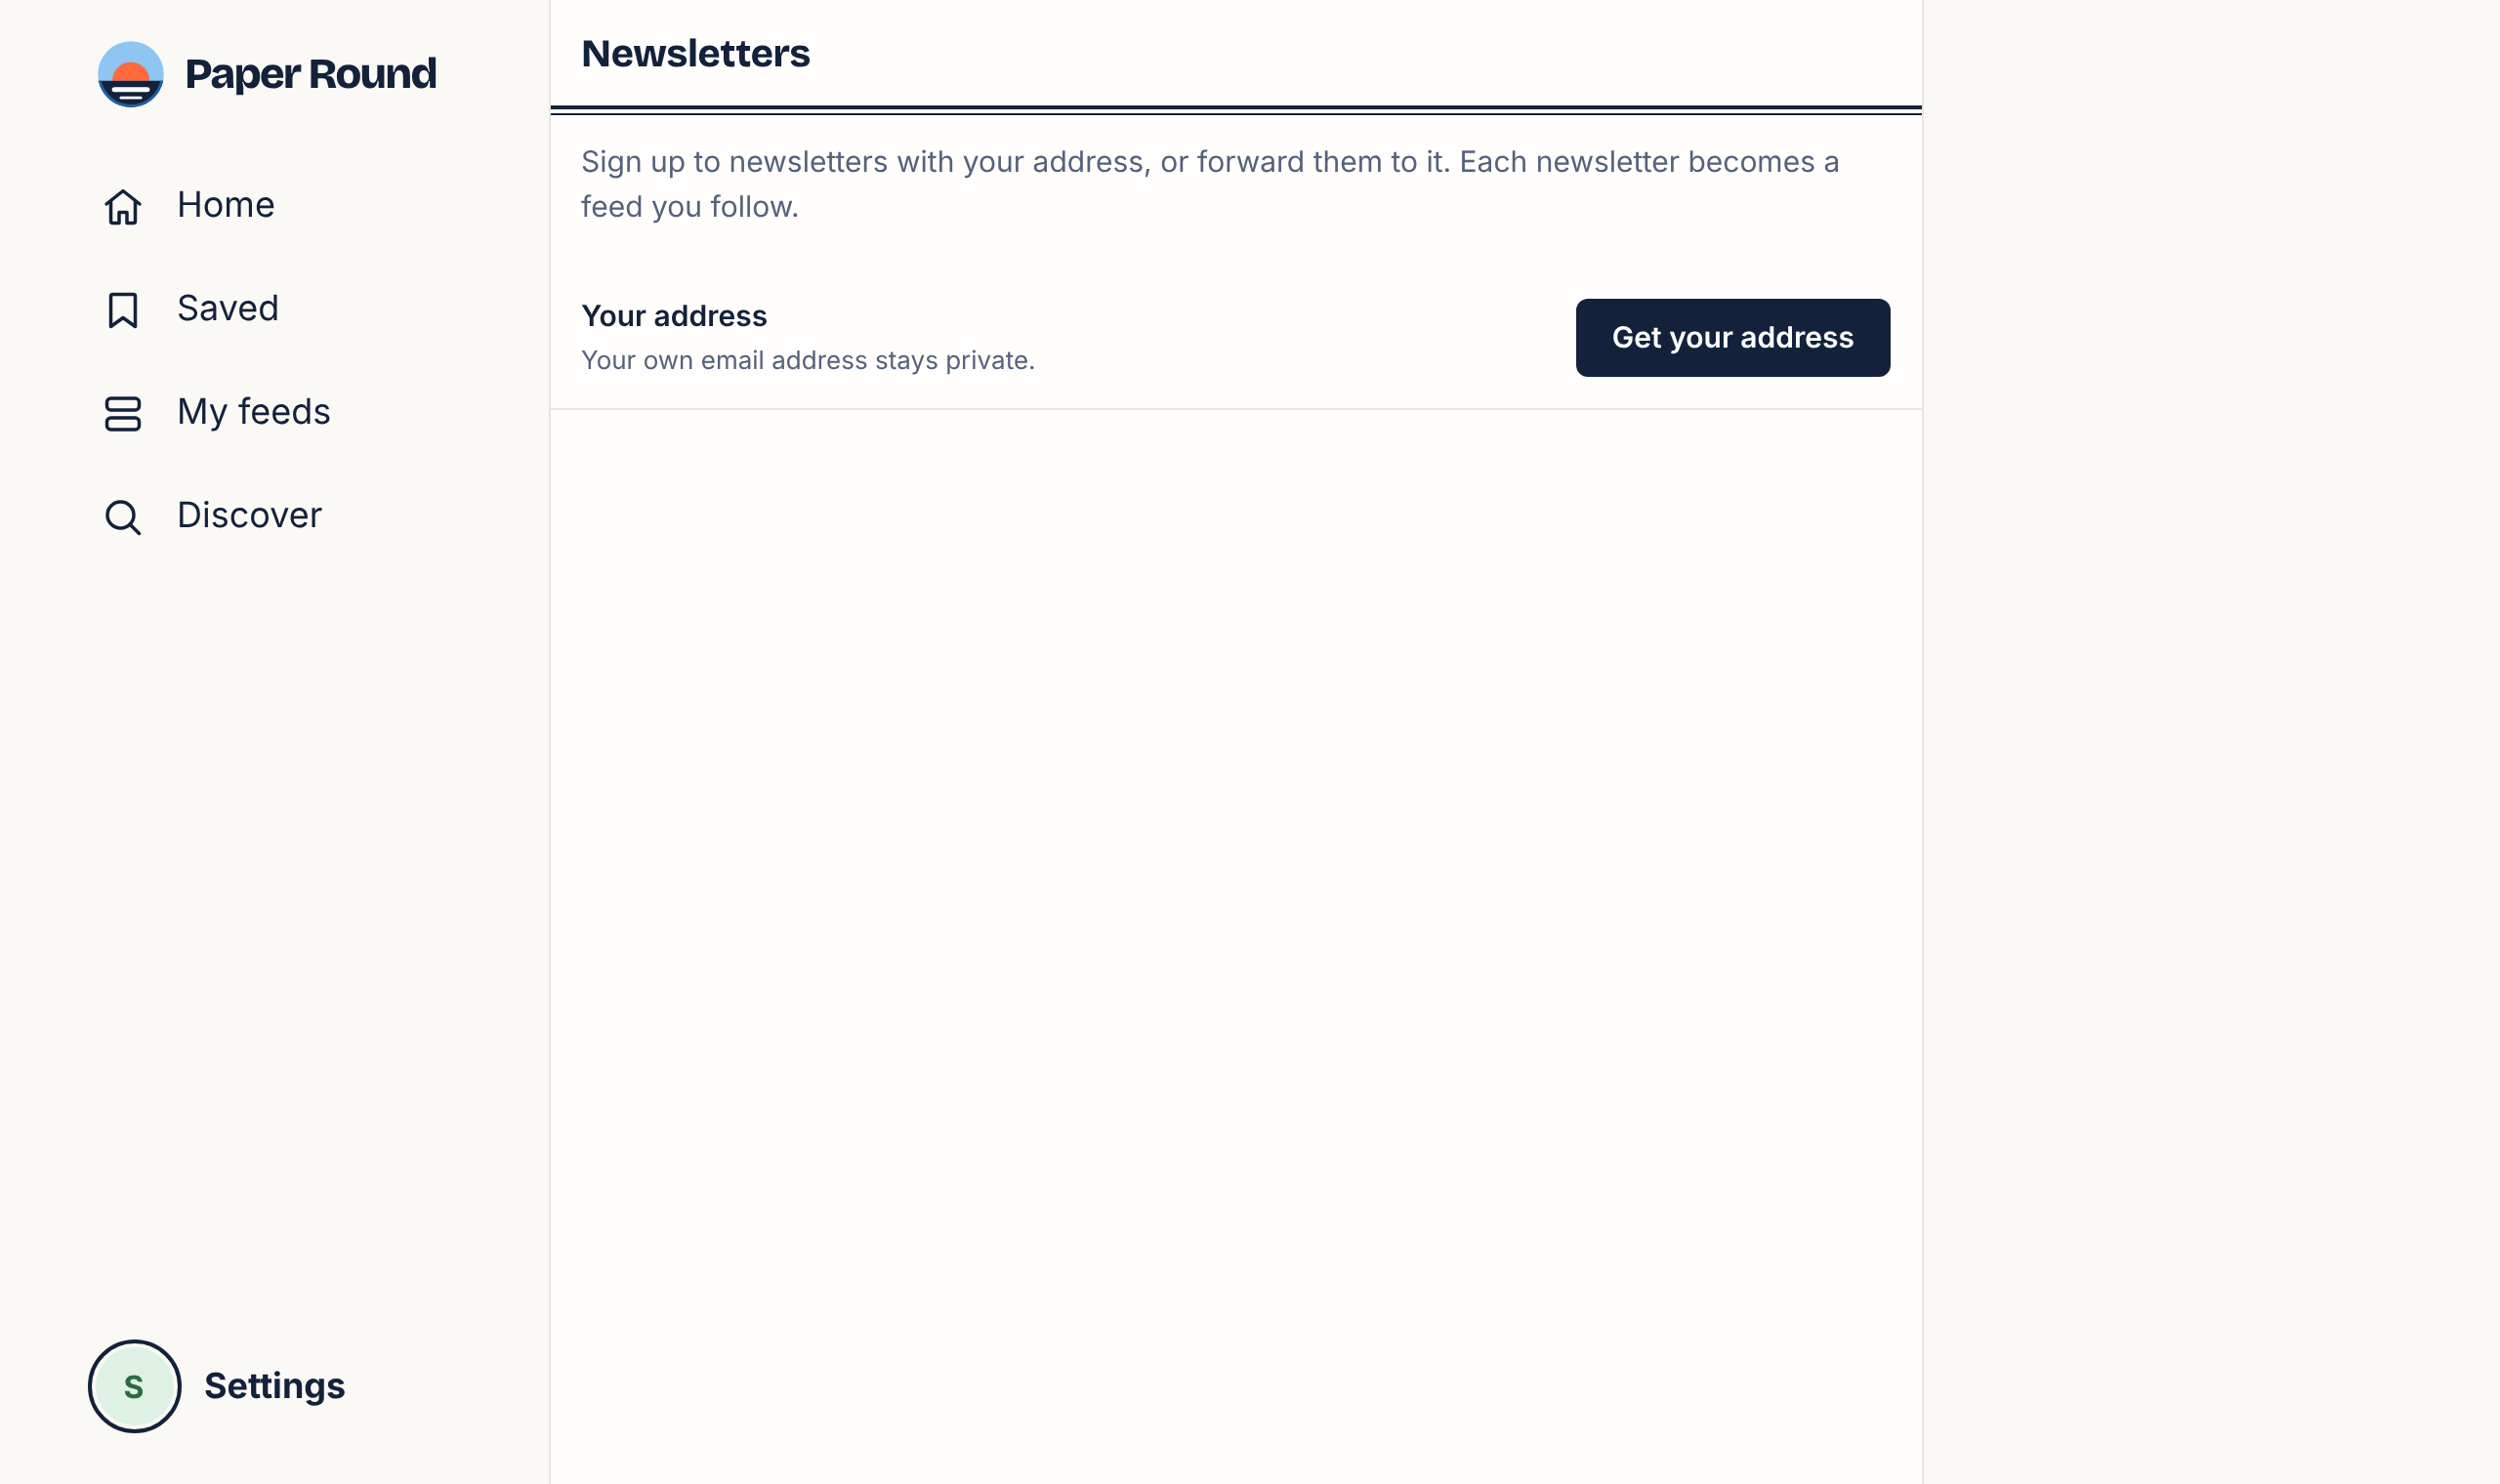 Paper Round
Home
Saved
My feeds
Discover
S
Settings
Newsletters
Sign up to newsletters with your address, or forward them to it. Each newsletter becomes a
feed you follow.
Your address
Your own email address stays private.
Get your address